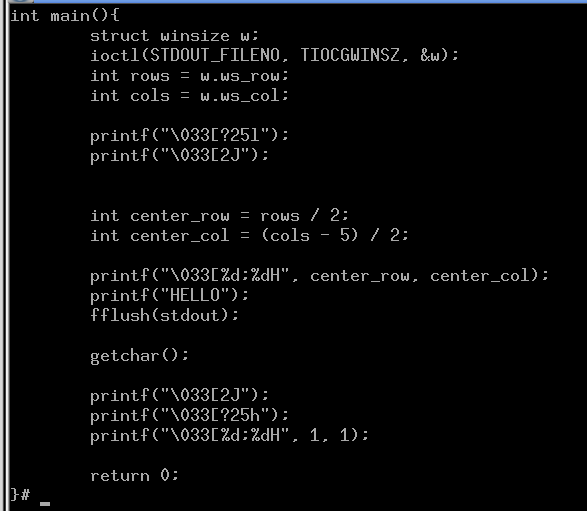 int main(){
        struct winsize w;
        ioctl(STDOUT_FILENO, TIOCGWINSZ, &w);
        int rows = w.ws_row;
        int cols = w.ws_col;

        printf("\033[?25l");
        printf("\033[2J");


        int center_row = rows / 2;
        int center_col = (cols - 5) / 2;

        printf("\033[%d;%dH", center_row, center_col);
        printf("HELLO");
        fflush(stdout);

        getchar();

        printf("\033[2J");
        printf("\033[?25h");
        printf("\033[%d;%dH", 1, 1);

        return 0;
}# _